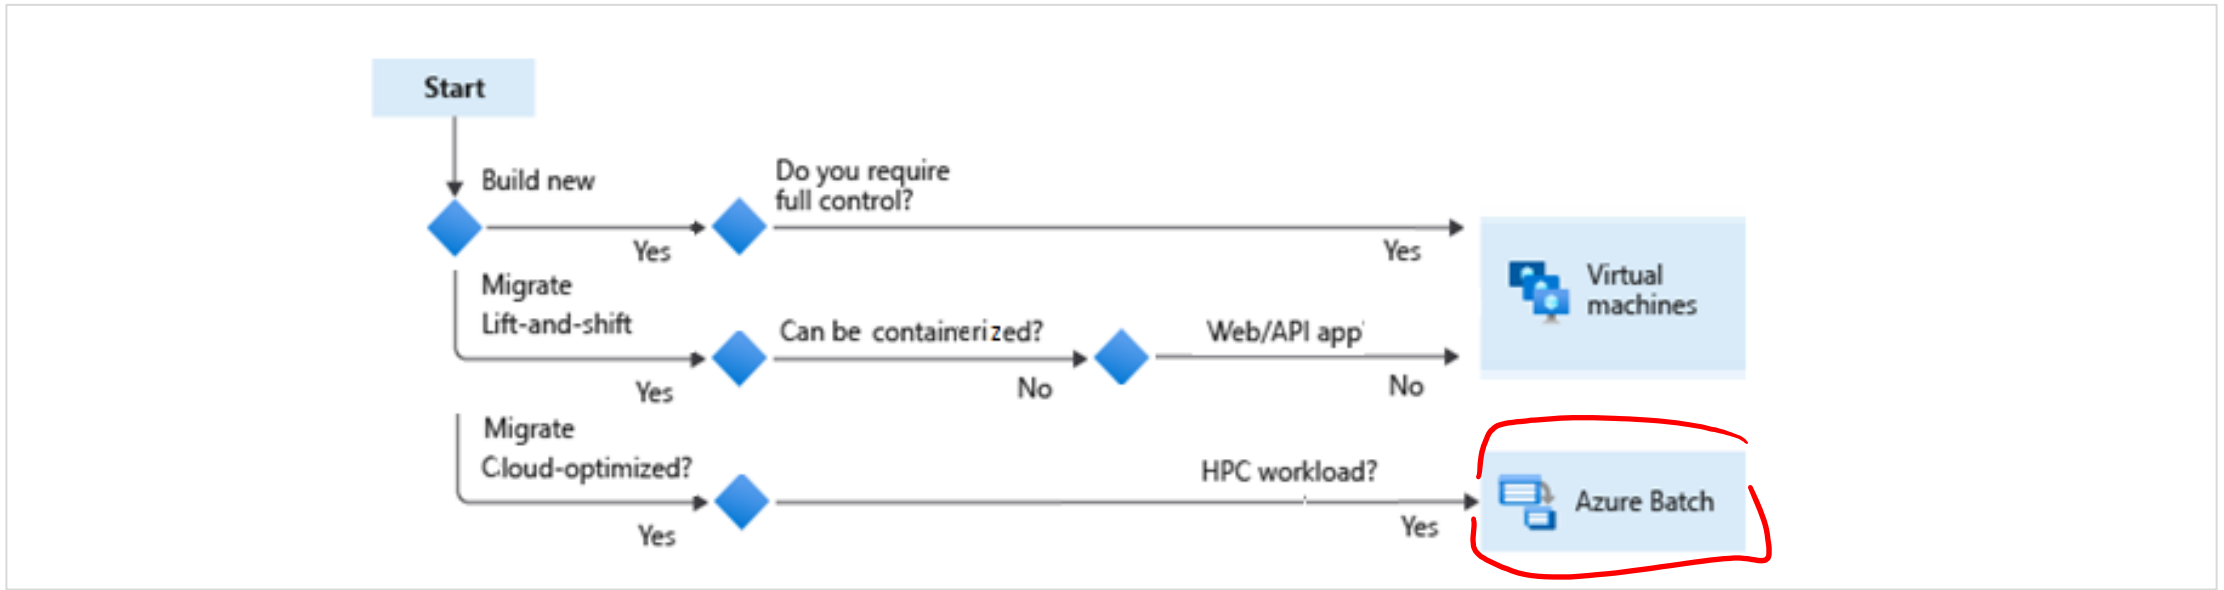 Start
Build new
Yes
Do you require
full control?
Yes
Virtual
machines
Migrate
Lift-and-shift
Yes
Can be containerized?
No
Web/API app
No
Migrate
Cloud-optimized?
Yes
HPC workload?
Yes
Azure Batch